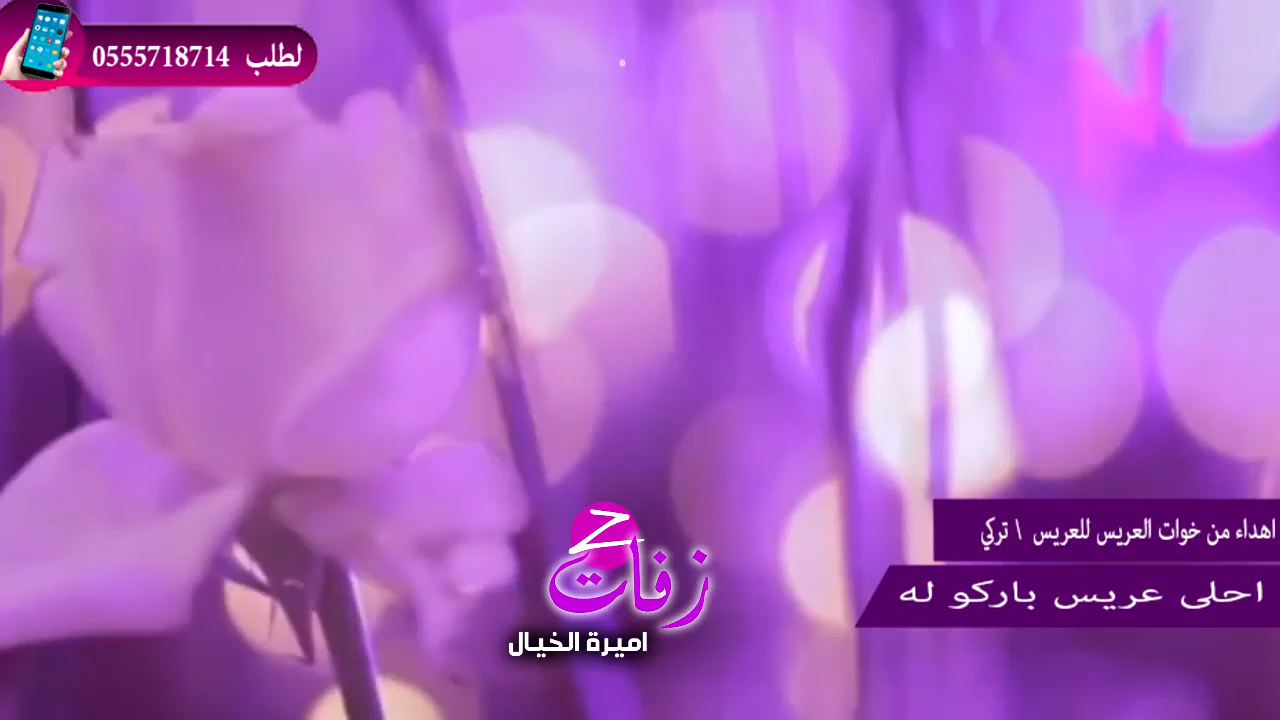 لطلب 0555718714
اهداء من خوات العريس للعريس \ تركي
احلى عريس باركو له
زفات
اميرة الخيال